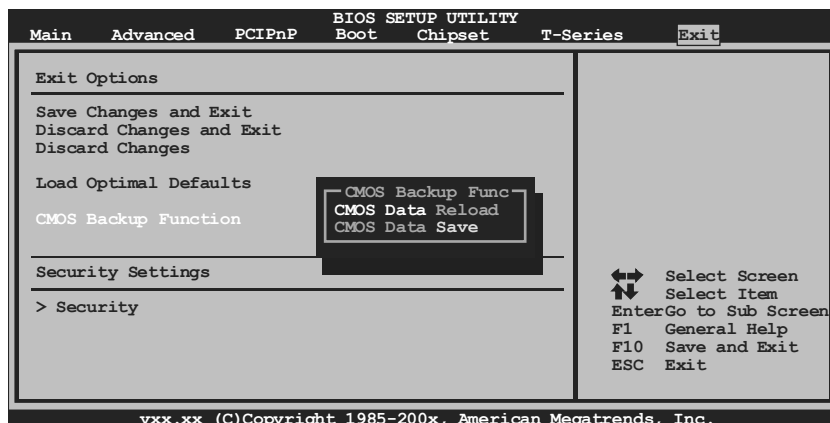 BIOS SETUP UTILITY
Main Advanced PCIPnP Boot Chipset T-Series Exit
Exit Options
Save Changes and Exit
Discard Changes and Exit
Discard Changes
Load Optimal Defaults
CMOS Backup Function
CMOS Backup Func
CMOS Data Reload
CMOS Data Save
Security Settings
> Security
Select Screen
Select Item
EnterGo to Sub Screen
F1 General Help
F10 Save and Exit
ESC Exit
vxx.xx (C)Copyright 1985-200x, American Megatrends, Inc.